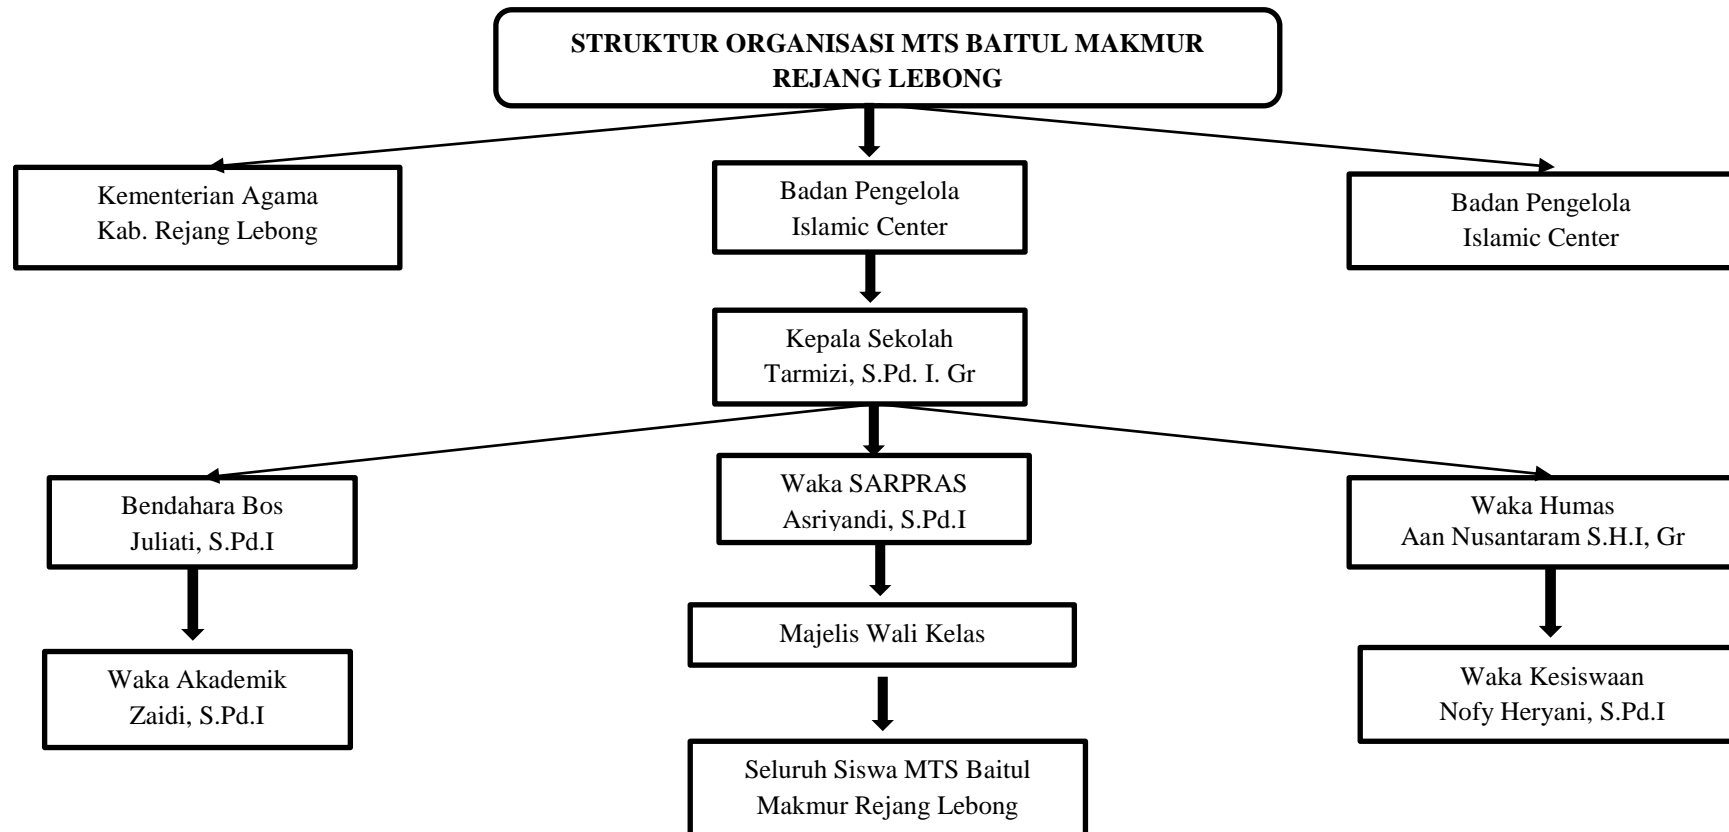 STRUKTUR ORGANISASI MTS BAITUL MAKMUR
REJANG LEBONG
Kementerian Agama
Kab. Rejang Lebong
Badan Pengelola
Islamic Center
Badan Pengelola
Islamic Center
Kepala Sekolah
Tarmizi, S.Pd. I. Gr
Bendahara Bos
Juliati, S.Pd.I
Waka SARPRAS
Asriyandi, S.Pd.I
Waka Humas
Aan Nusantaram S.H.I, Gr
Waka Akademik
Zaidi, S.Pd.I
Majelis Wali Kelas
Waka Kesiswaan
Nofy Heryani, S.Pd.I
Seluruh Siswa MTS Baitul
Makmur Rejang Lebong